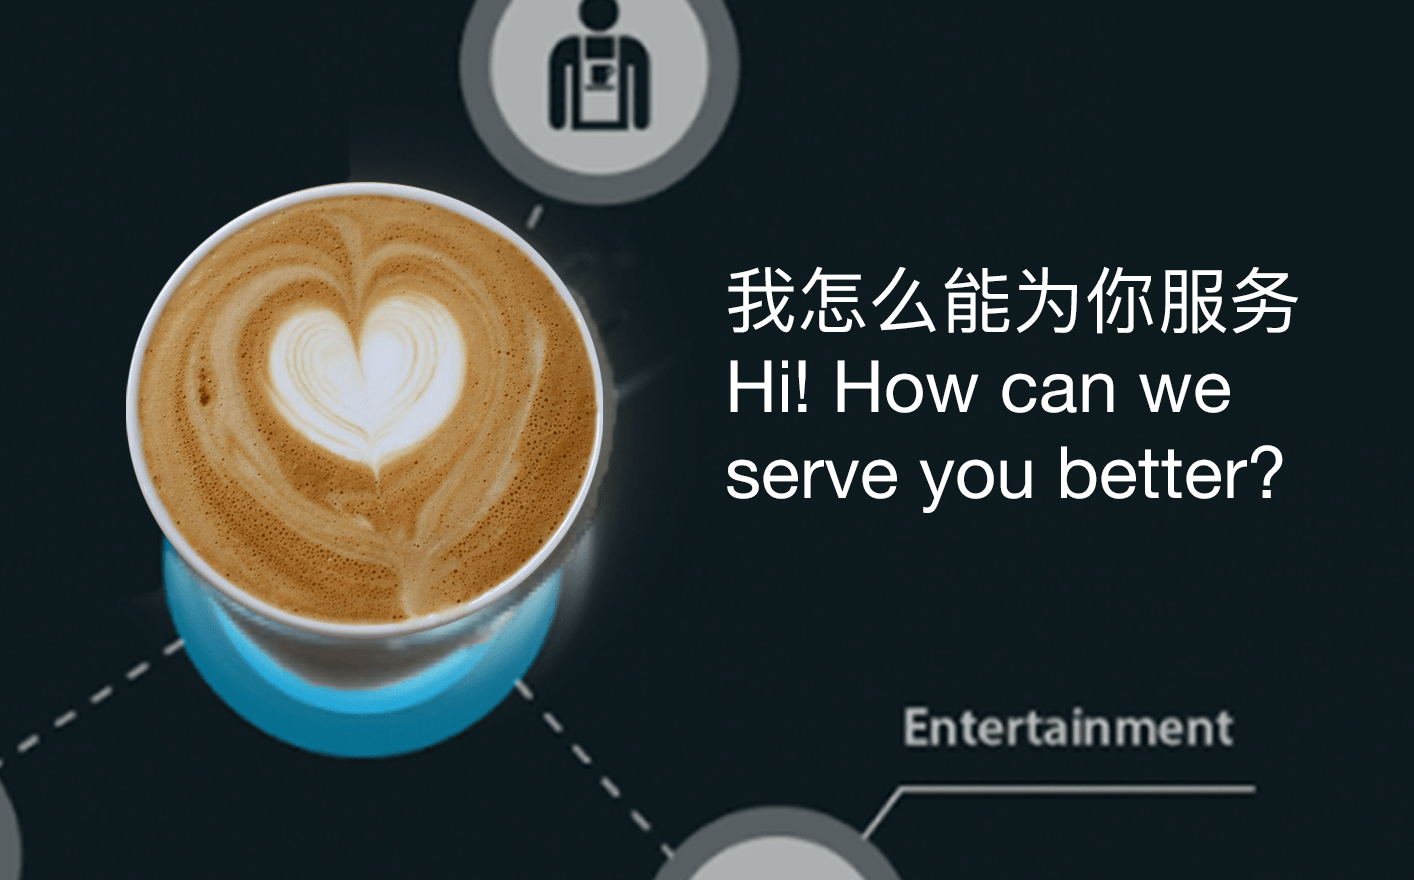 我怎么能为你服务
Hi! How can we
serve you better?
Entertainment